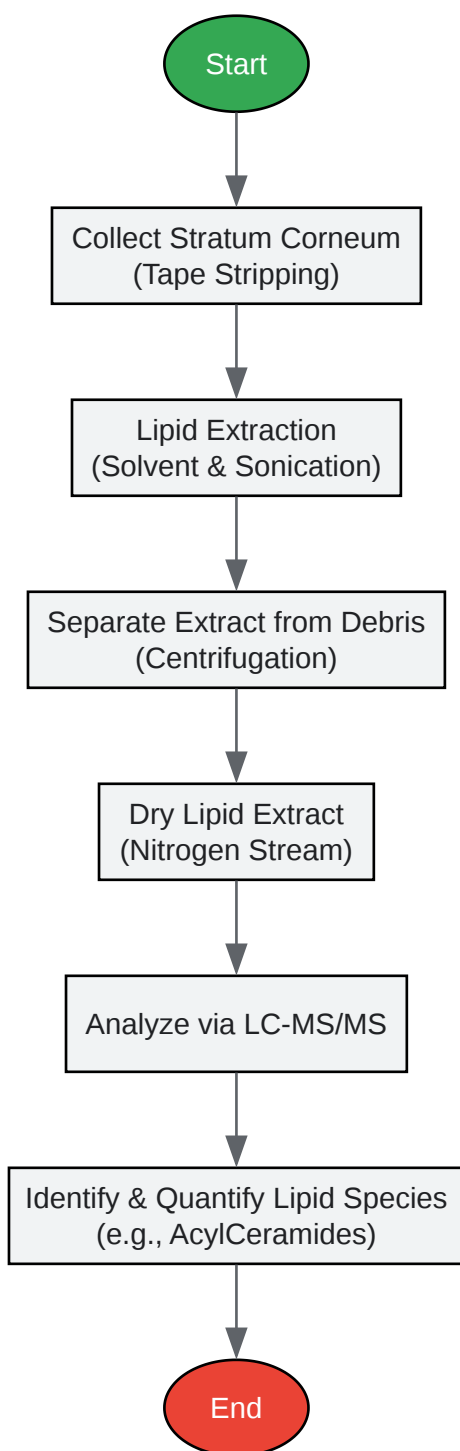 Start
Collect Stratum Corneum
(Tape Stripping)
Lipid Extraction
(Solvent & Sonication)
Separate Extract from Debris
(Centrifugation)
Dry Lipid Extract
(Nitrogen Stream)
Analyze via LC-MS/MS
Identify & Quantify Lipid Species
(e.g., AcylCeramides)
End